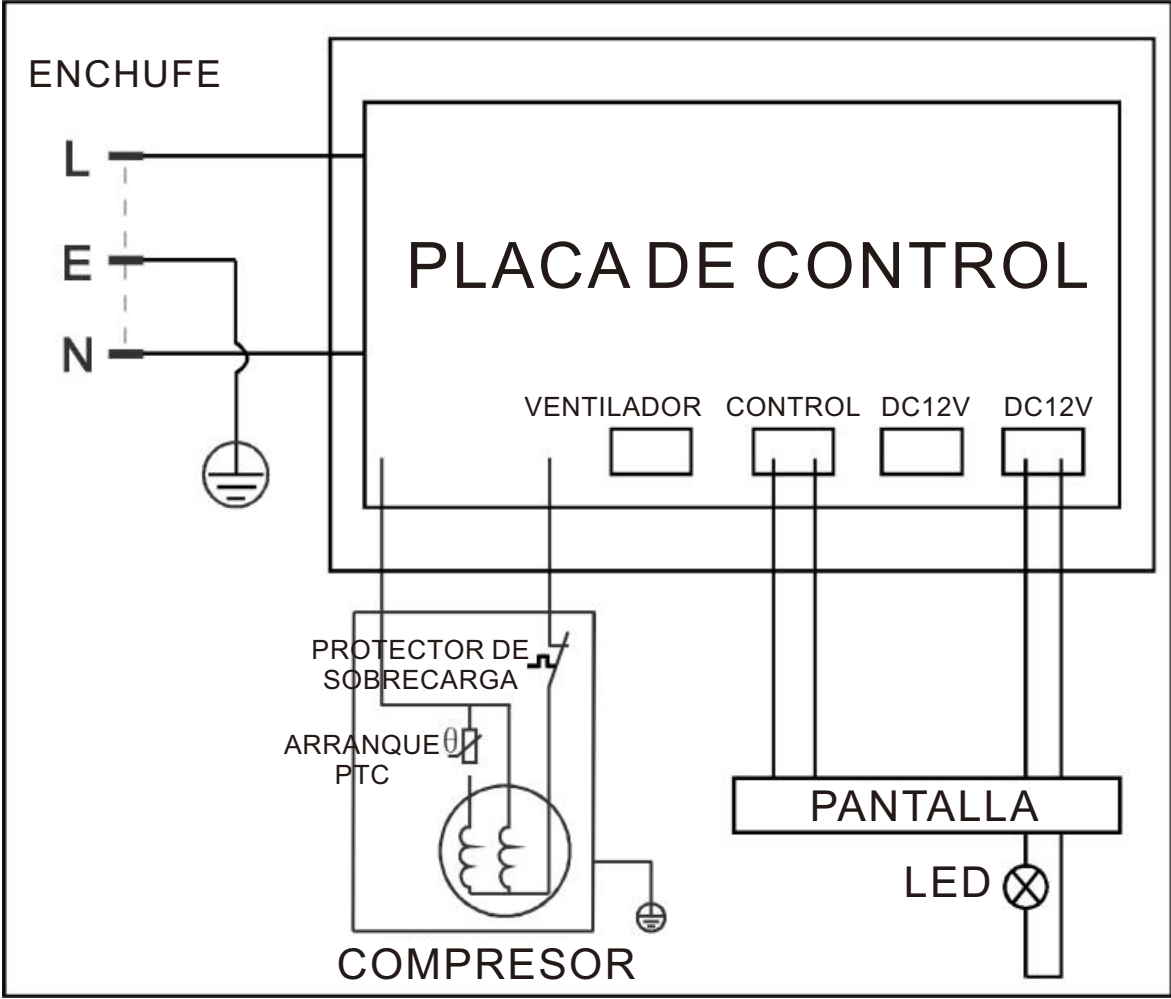 ENCHUFE
L
E
N
PLACA DE CONTROL
VENTILADOR CONTROL DC12V DC12V
PROTECTOR DE
SOBRECARGA
ARRANQUE θ
PTC
PANTALLA
LED
COMPRESOR